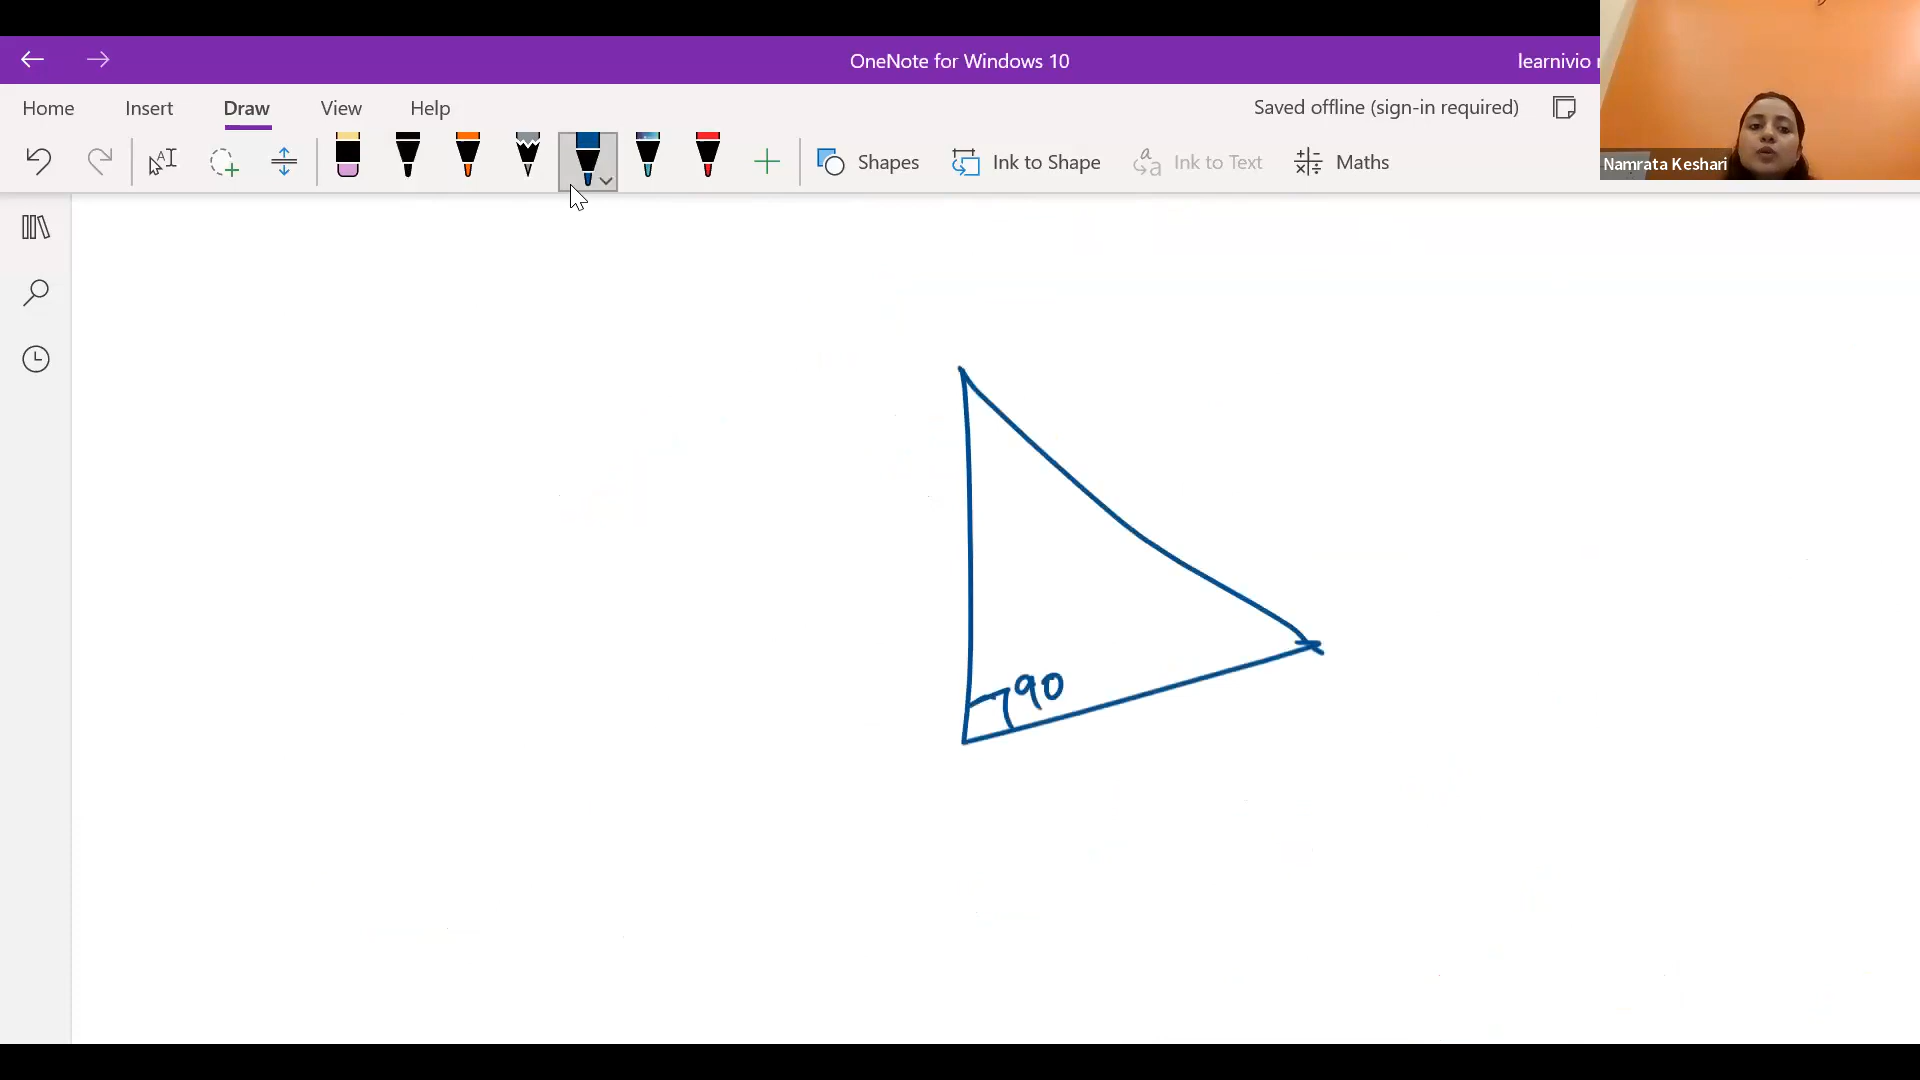 OneNote for Windows 10
learnivio
Home Insert Draw View Help
Saved offline (sign-in required)
Shapes Ink to Shape Ink to Text Maths
Namrata Keshari
90